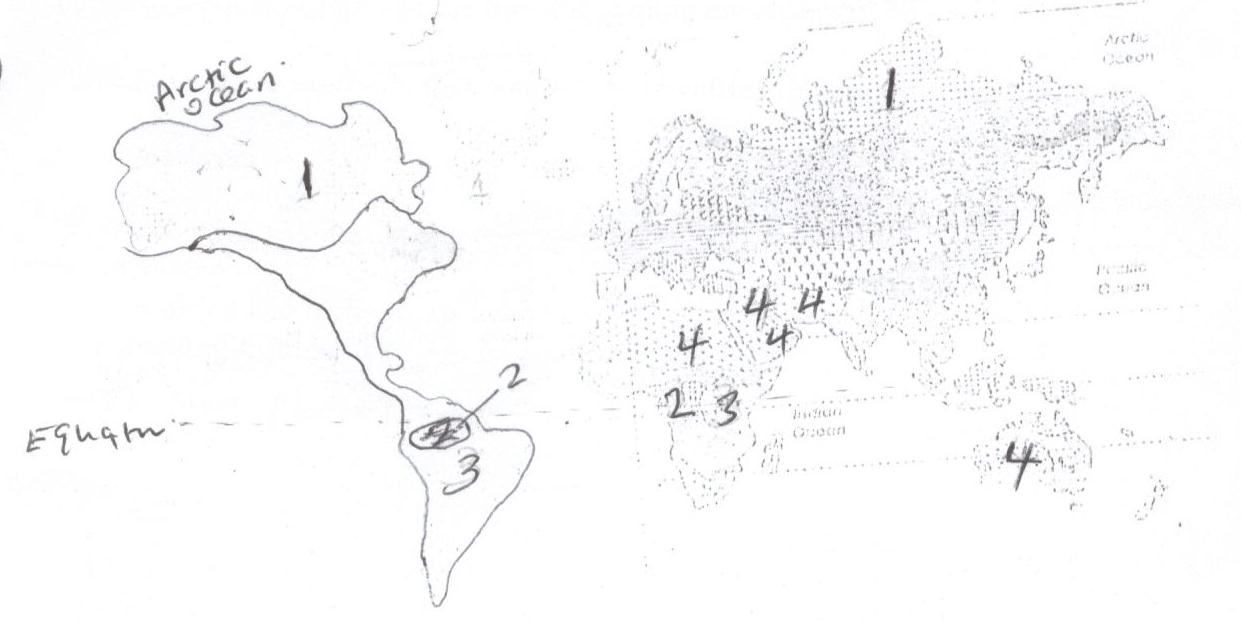 Arctic
ocean
1
Equator
2
2
3
Arctic
Ocean
1
Pacific
Ocean
4 4
4 4
2 3
Indian
Ocean
4